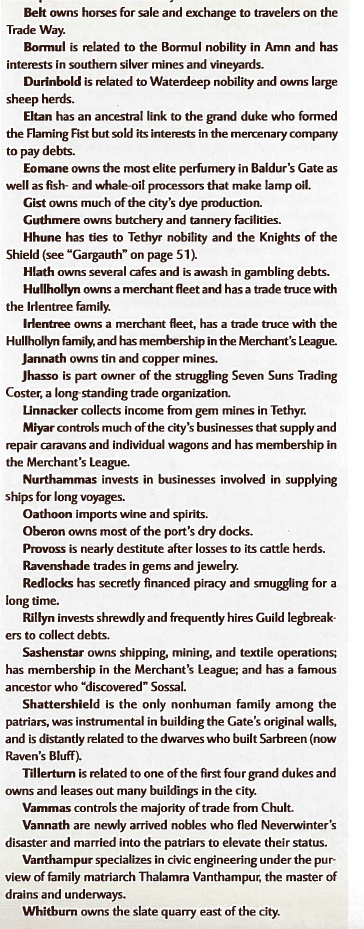 Belt owns horses for sale and exchange to travelers on the
Trade Way.
Bormul is related to the Bormul nobility in Amn and has
interests in southern silver mines and vineyards.
Durinbold is related to Waterdeep nobility and owns large
sheep herds.
Eltan has an ancestral link to the grand duke who formed
the Flaming Fist but sold its interests in the mercenary company
to pay debts.
Eomane owns the most elite perfumery in Baldur's Gate as
well as fish- and whale-oil processors that make lamp oil.
Gist owns much of the city's dye production.
Guthmere owns butchery and tannery facilities.
Hhune has ties to Tethyr nobility and the Knights of the
Shield (see "Gargauth" on page 51).
Hlath owns several cafes and is awash in gambling debts.
Hullhollyn owns a merchant fleet and has a trade truce with
the Irlentree family.
Irlentree owns a merchant fleet, has a trade truce with the
Hullhollyn family, and has membership in the Merchant's League.
Jannath owns tin and copper mines.
Jhasso is part owner of the struggling Seven Suns Trading
Coster, a long-standing trade organization.
Linnacker collects income from gem mines in Tethyr.
Miyar controls much of the city's businesses that supply and
repair caravans and individual wagons and has membership in
the Merchant's League.
Nurthammas invests in businesses involved in supplying
ships for long voyages.
Oathoon imports wine and spirits.
Oberon owns most of the port's dry docks.
Provoss is nearly destitute after losses to its cattle herds.
Ravenshade trades in gems and jewelry.
Redlocks has secretly financed piracy and smuggling for a
long time.
Rillyn invests shrewdly and frequently hires Guild legbreak-
ers to collect debts.
Sashenstar owns shipping, mining, and textile operations;
has membership in the Merchant's League; and has a famous
ancestor who "discovered" Sossal.
Shattershield is the only nonhuman family among the
patriars, was instrumental in building the Gate's original walls,
and is distantly related to the dwarves who built Sarbreen (now
Raven's Bluff).
Tillerturn is related to one of the first four grand dukes and
owns and leases out many buildings in the city.
Vammas controls the majority of trade from Chult.
Vannath are newly arrived nobles who fled Neverwinter's
disaster and married into the patriars to elevate their status.
Vanthampur specializes in civic engineering under the pur-
view of family matriarch Thalamra Vanthampur, the master of
drains and underways.
Whitburn owns the slate quarry east of the city.